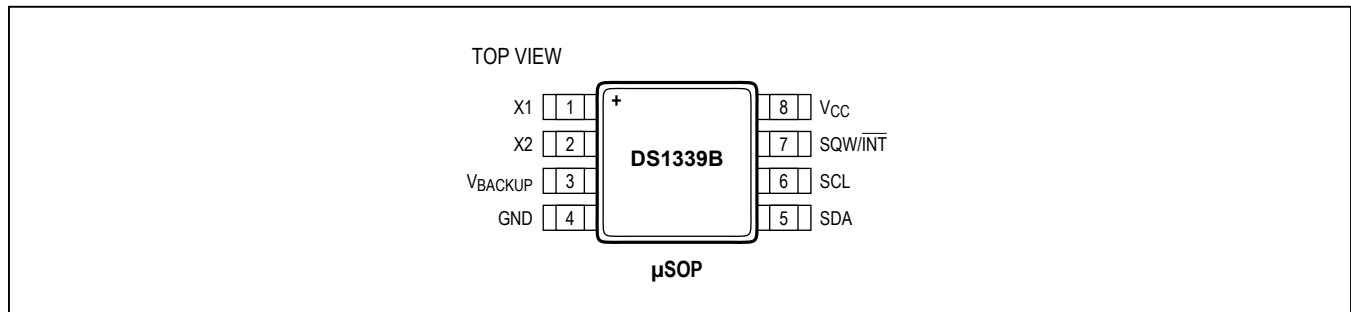 TOP VIEW
X1 1 + 8 VCC
X2 2 DS1339B 7 SQW/INT
VBACKUP 3 6 SCL
GND 4 5 SDA
µSOP